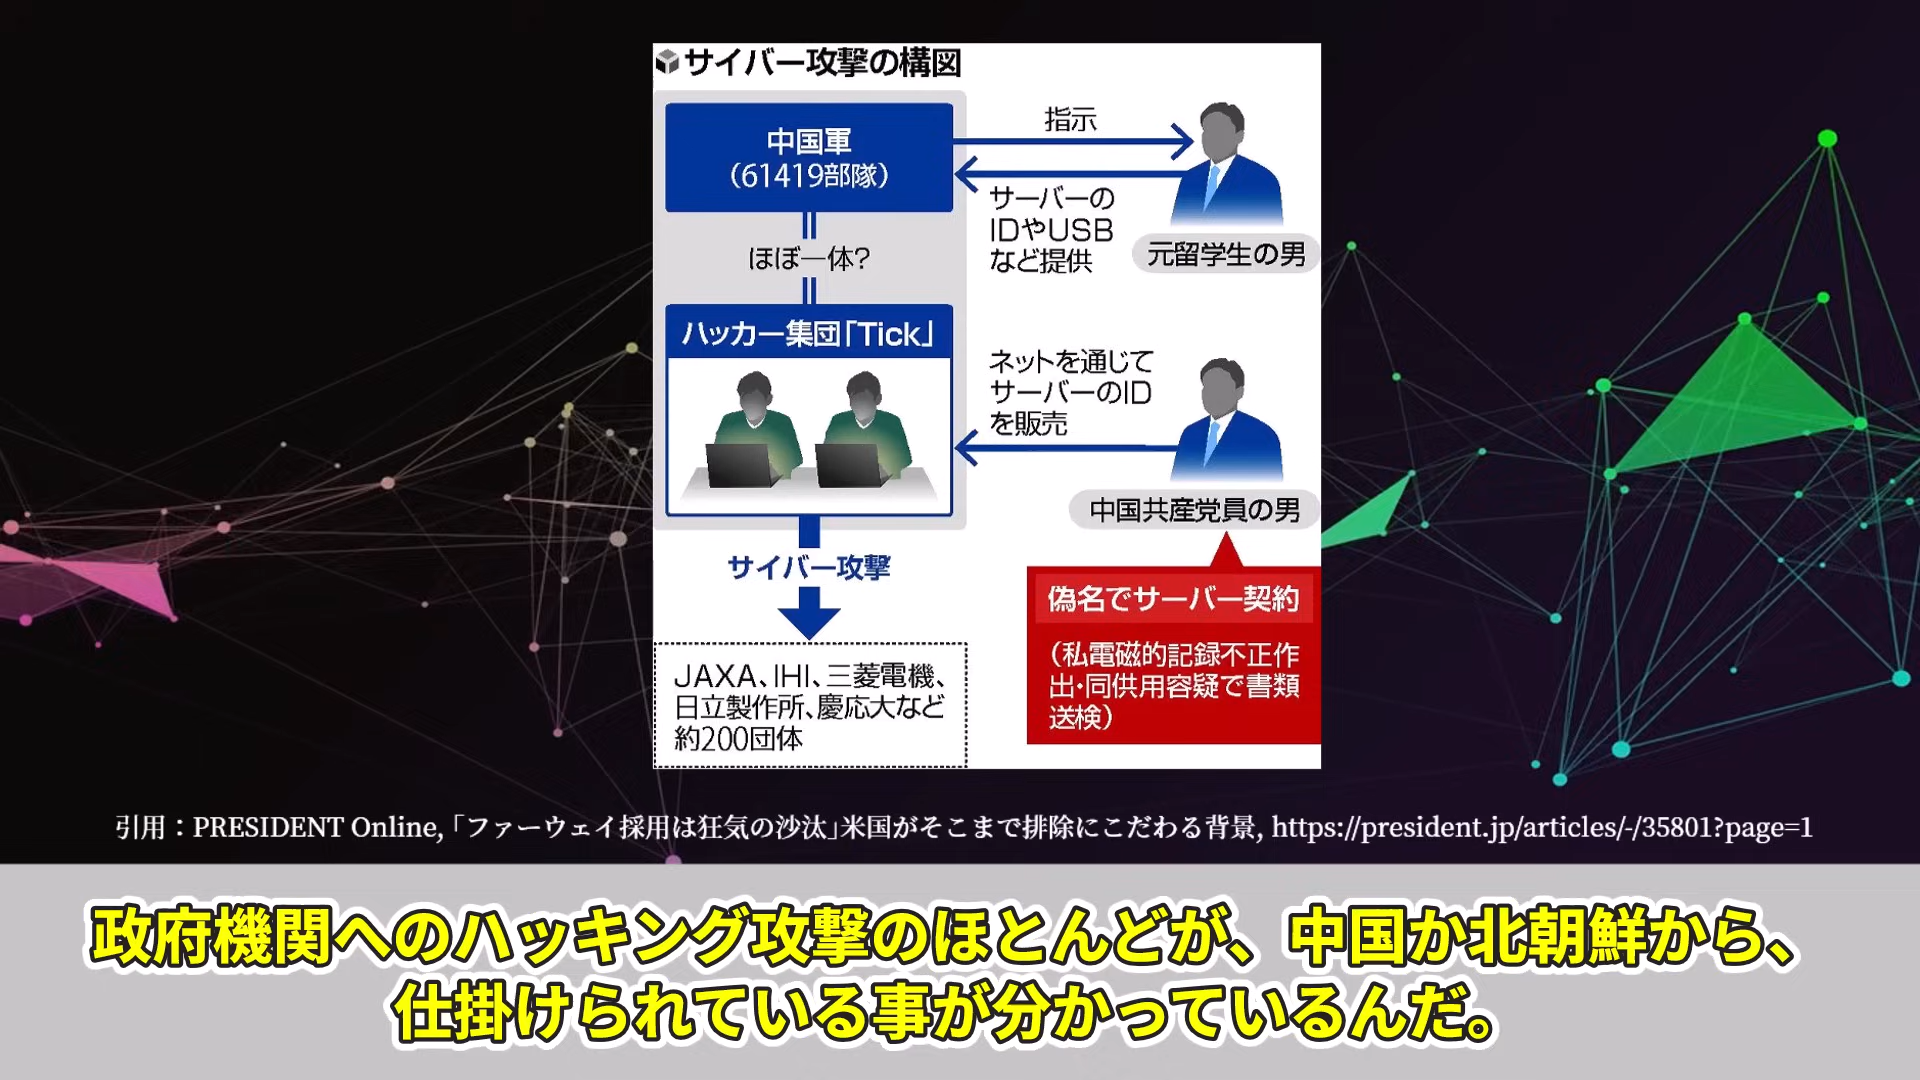 サイバー攻撃の構図
中国軍
（61419部隊）
指示
サーバーの
IDやUSB
など提供
元留学生の男
ほぼ一体？
ハッカー集団「Tick」
ネットを通じて
サーバーのID
を販売
中国共産党員の男
サイバー攻撃
偽名でサーバー契約
（私電磁的記録不正作
出・同供用容疑で書類
送検）
JAXA、IHI、三菱電機、
日立製作所、慶応大など
約200団体
引用：PRESIDENT Online,「ファーウェイ採用は狂気の沙汰」米国がそこまで排除にこだわる背景, https://president.jp/articles/-/35801?page=1
政府機関へのハッキング攻撃のほとんどが、中国か北朝鮮から、
仕掛けられている事が分かっているんだ。